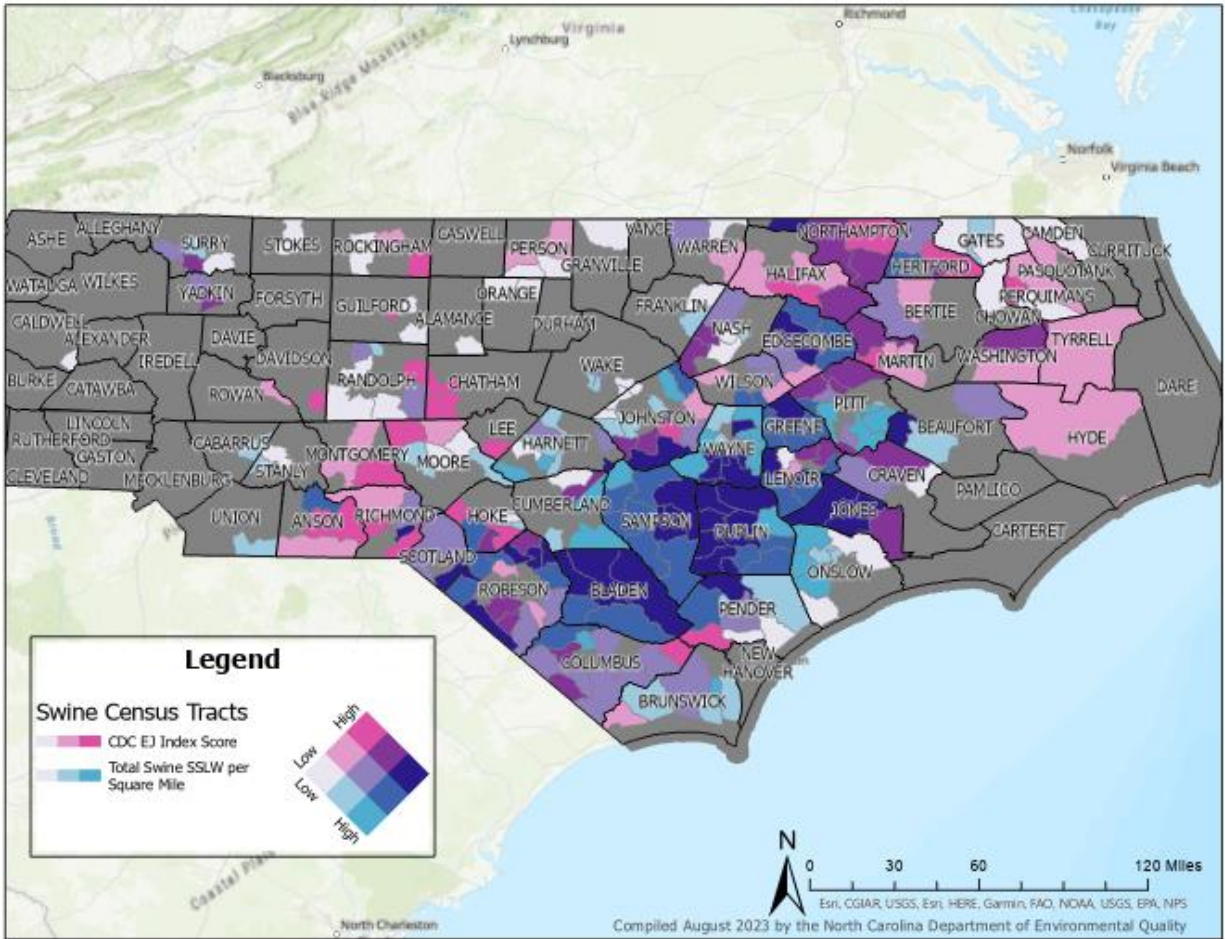 Richmond
Chesapeake
Bay
Virginia
Lynchburg
Blacksburg
Blue Ridge Mountains
Norfolk
Virginia Beach
ASHE
ALLEGHANY
SURRY
STOKES
ROCKINGHAM
CASWELL
PERSON
VANCE
WARREN
NORTHAMPTON
GATES
CAMDEN
CURRITUCK
GRANVILLE
HALIFAX
HERTFORD
PASQUOTANK
WATAUGA
WILKES
YADKIN
FORSYTH
GUILFORD
ORANGE
FRANKLIN
BERTIE
PERQUIMANS
CHOWAN
CALDWELL
ALEXANDER
DAVIE
ALAMANCE
DURHAM
NASH
EDGECOMBE
TYRRELL
IREDELL
DAVIDSON
MARTIN
WASHINGTON
BURKE
CATAWBA
ROWAN
RANDOLPH
CHATHAM
WAKE
WILSON
DARE
LINCOLN
RUTHERFORD
GASTON
CABARRUS
LEE
JOHNSTON
PITT
MONTGOMERY
HARNETT
WAYNE
GREENE
BEAUFORT
HYDE
CLEVELAND
MECKLENBURG
STANLY
MOORE
LENOIR
CRAVEN
PAMLICO
UNION
ANSON
RICHMOND
HOKE
CUMBERLAND
SAMPSON
DUPLIN
JONES
CARTERET
SCOTLAND
ROBESON
BLADEN
ONSLOW
PENDER
COLUMBUS
NEW
HANOVER
BRUNSWICK
Legend
Swine Census Tracts
CDC EJ Index Score
Total Swine SSLW per
Square Mile
High
Low
Low
High
Coastal Plain
North Charleston
N
0 30 60 120 Miles
Esri, CGIAR, USGS, Esri, HERE, Garmin, FAO, NOAA, USGS, EPA, NPS
Compiled August 2023 by the North Carolina Department of Environmental Quality